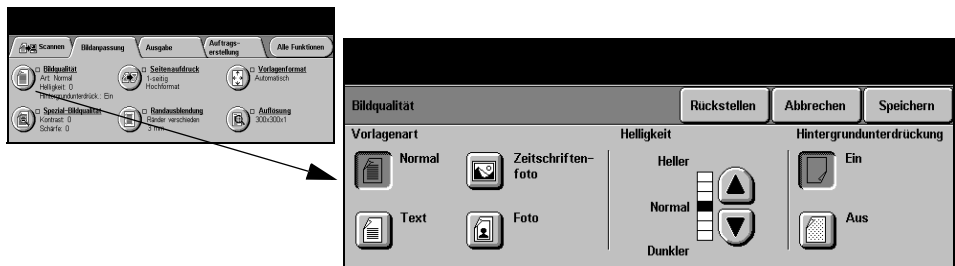 Scannen Bildanpassung Ausgabe Auftrags-
erstellung Alle Funktionen
Bildqualität
Art: Normal
Helligkeit: 0
Hintergrundunterdrück.: Ein
Seitenaufdruck
1-seitig
Hochformat
Vorlagenformat
Automatisch
Spezial-Bildqualität
Kontrast: 0
Schärfe: 0
Randausblendung
Ränder verschieden
3 mm
Auflösung
300x300x1
Bildqualität Rückstellen Abbrechen Speichern
Vorlagenart Helligkeit Hintergrundunterdrückung
Normal
Zeitschriften-
foto
Text
Foto
Heller
Normal
Dunkler
Ein
Aus